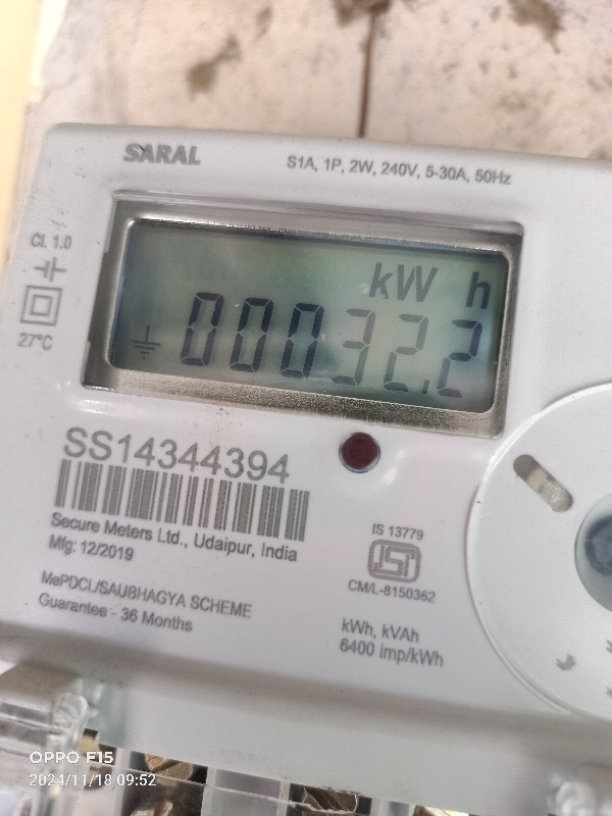 SARAL
S1A, 1P, 2W, 240V, 5-30A, 50Hz
Cl. 1.0
27°C
kW h
00032.2
SS14344394
Secure Meters Ltd., Udaipur, India
Mfg: 12/2019
MePDCL/SAUBHAGYA SCHEME
Guarantee - 36 Months
IS 13779
ISI
CM/L-8150362
kWh, kVAh
6400 imp/kWh
OPPO F15
2024/11/18 09:52